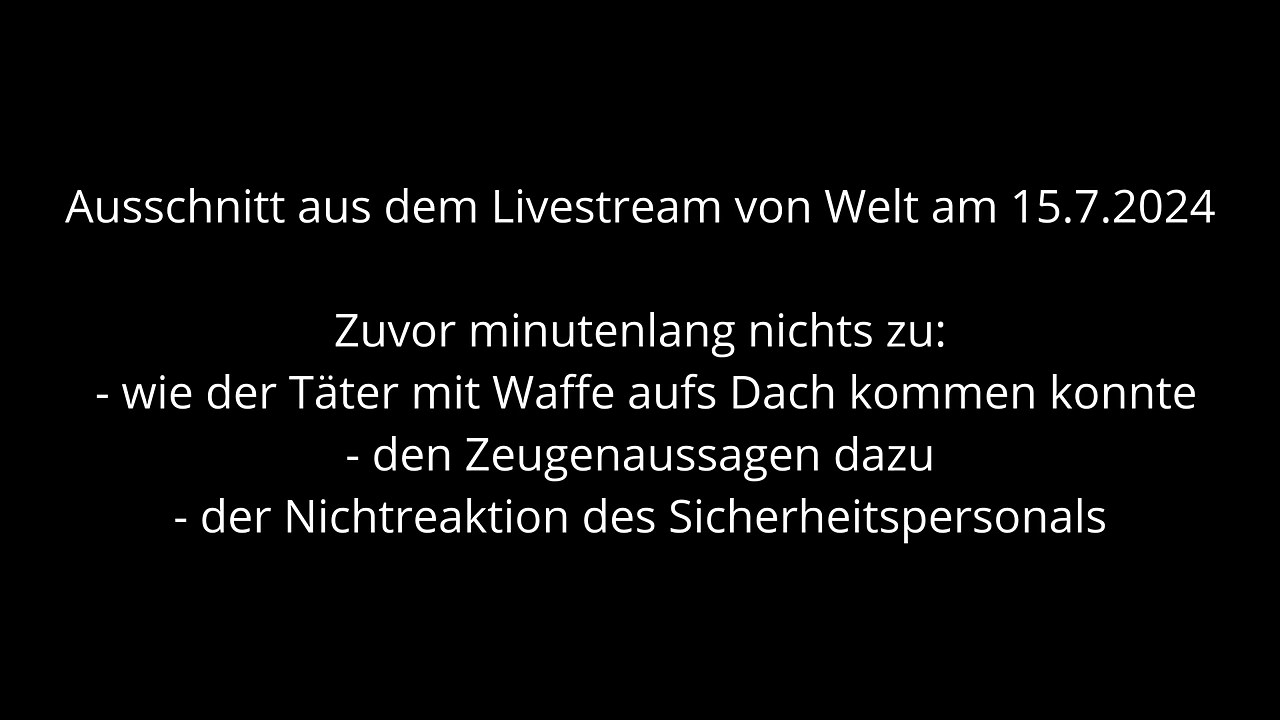 Ausschnitt aus dem Livestream von Welt am 15.7.2024
Zuvor minutenlang nichts zu:
- wie der Täter mit Waffe aufs Dach kommen konnte
- den Zeugenaussagen dazu
- der Nichtreaktion des Sicherheitspersonals